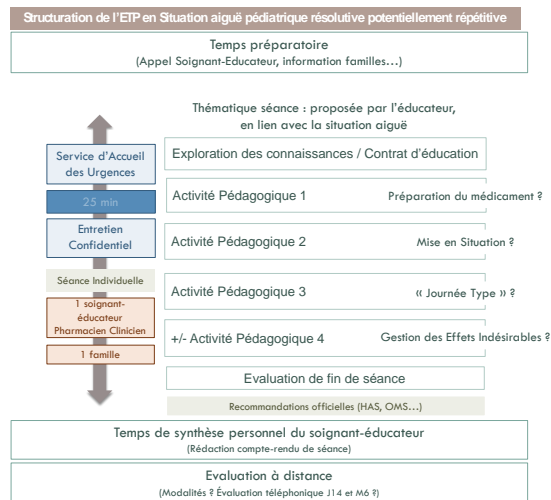 Structuration de l'ETP en Situation aiguë pédiatrique résolutive potentiellement répétitive
Temps préparatoire
(Appel Soignant-Educateur, information familles…)
Thématique séance : proposée par l'éducateur,
en lien avec la situation aiguë
Service d'Accueil
des Urgences
25 min
Entretien
Confidentiel
Séance Individuelle
1 soignant-
éducateur
Pharmacien Clinicien
1 famille
Exploration des connaissances / Contrat d'éducation
Activité Pédagogique 1
Préparation du médicament ?
Activité Pédagogique 2
Mise en Situation ?
Activité Pédagogique 3
« Journée Type » ?
+/- Activité Pédagogique 4
Gestion des Effets Indésirables ?
Evaluation de fin de séance
Recommandations officielles (HAS, OMS…)
Temps de synthèse personnel du soignant-éducateur
(Rédaction compte-rendu de séance)
Evaluation à distance
(Modalités ? Évaluation téléphonique J14 et M6 ?)